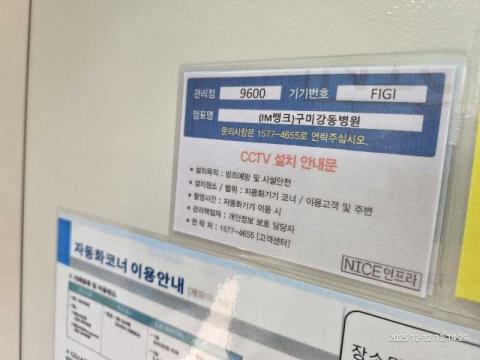 관리점 9600 기기번호 FIGI
점포명 (IM뱅크)구미강동병원
문의사항은 1577-4655로 연락주십시오.
CCTV 설치 안내문
• 설치목적 : 범죄예방 및 시설안전
• 설치장소 / 범위 : 자동화기기 코너 / 이용고객 및 주변
• 촬영시간 : 자동화기기 이용 시
• 관리책임자 : 개인정보 보호 담당자
• 연 락 처 : 1577-4655 [고객센터]
NICE인프라
자동화코너 이용안내
장소
2025-12-12 13:14:29